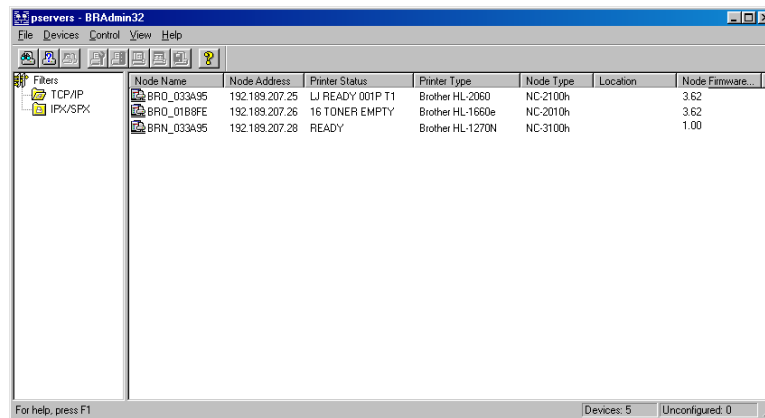 pservers - BRAdmin32
File Devices Control View Help
Filters
TCP/IP
IPX/SPX
Node Name Node Address Printer Status Printer Type Node Type Location Node Firmware...
BRO_033A95 192.189.207.25 LJ READY 001P T1 Brother HL-2060 NC-2100h 3.62
BRO_01B8FE 192.189.207.26 16 TONER EMPTY Brother HL-1660e NC-2010h 3.62
BRN_033A95 192.189.207.28 READY Brother HL-1270N NC-3100h 1.00
For help, press F1 Devices: 5 Unconfigured: 0